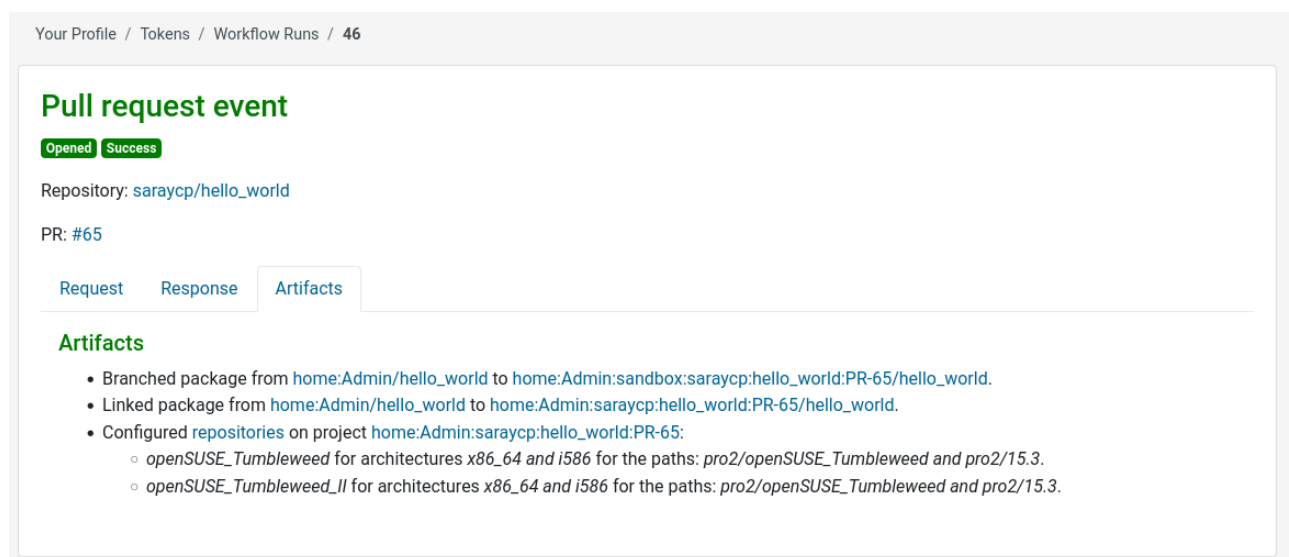 Your Profile / Tokens / Workflow Runs / 46
Pull request event
Opened Success
Repository: saraycp/hello_world
PR: #65
Request Response Artifacts
Artifacts
• Branched package from home:Admin/hello_world to home:Admin:sandbox:saraycp:hello_world:PR-65/hello_world.
• Linked package from home:Admin/hello_world to home:Admin:saraycp:hello_world:PR-65/hello_world.
• Configured repositories on project home:Admin:saraycp:hello_world:PR-65:
○ openSUSE_Tumbleweed for architectures x86_64 and i586 for the paths: pro2/openSUSE_Tumbleweed and pro2/15.3.
○ openSUSE_Tumbleweed_II for architectures x86_64 and i586 for the paths: pro2/openSUSE_Tumbleweed and pro2/15.3.